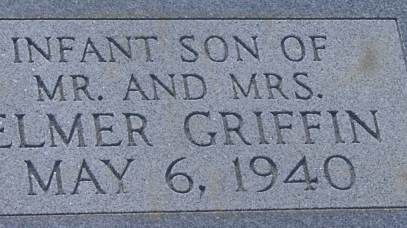 INFANT SON OF
MR. AND MRS.
ELMER GRIFFIN
MAY 6, 1940